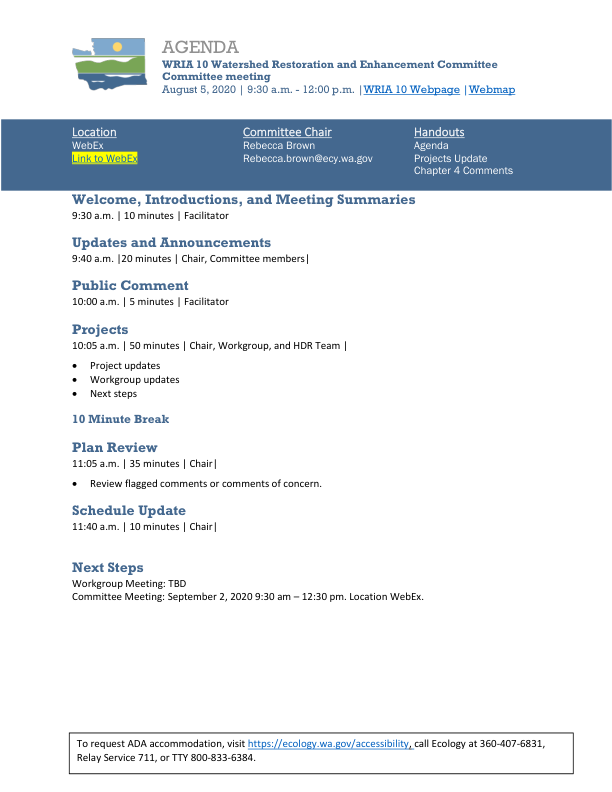 AGENDA
WRIA 10 Watershed Restoration and Enhancement Committee
Committee meeting
August 5, 2020 | 9:30 a.m. - 12:00 p.m. |WRIA 10 Webpage |Webmap
Location
WebEx
Link to WebEx
Committee Chair
Rebecca Brown
Rebecca.brown@ecy.wa.gov
Handouts
Agenda
Projects Update
Chapter 4 Comments
Welcome, Introductions, and Meeting Summaries
9:30 a.m. | 10 minutes | Facilitator
Updates and Announcements
9:40 a.m. |20 minutes | Chair, Committee members|
Public Comment
10:00 a.m. | 5 minutes | Facilitator
Projects
10:05 a.m. | 50 minutes | Chair, Workgroup, and HDR Team |
• Project updates
• Workgroup updates
• Next steps
10 Minute Break
Plan Review
11:05 a.m. | 35 minutes | Chair|
• Review flagged comments or comments of concern.
Schedule Update
11:40 a.m. | 10 minutes | Chair|
Next Steps
Workgroup Meeting: TBD
Committee Meeting: September 2, 2020 9:30 am – 12:30 pm. Location WebEx.
To request ADA accommodation, visit https://ecology.wa.gov/accessibility, call Ecology at 360-407-6831,
Relay Service 711, or TTY 800-833-6384.